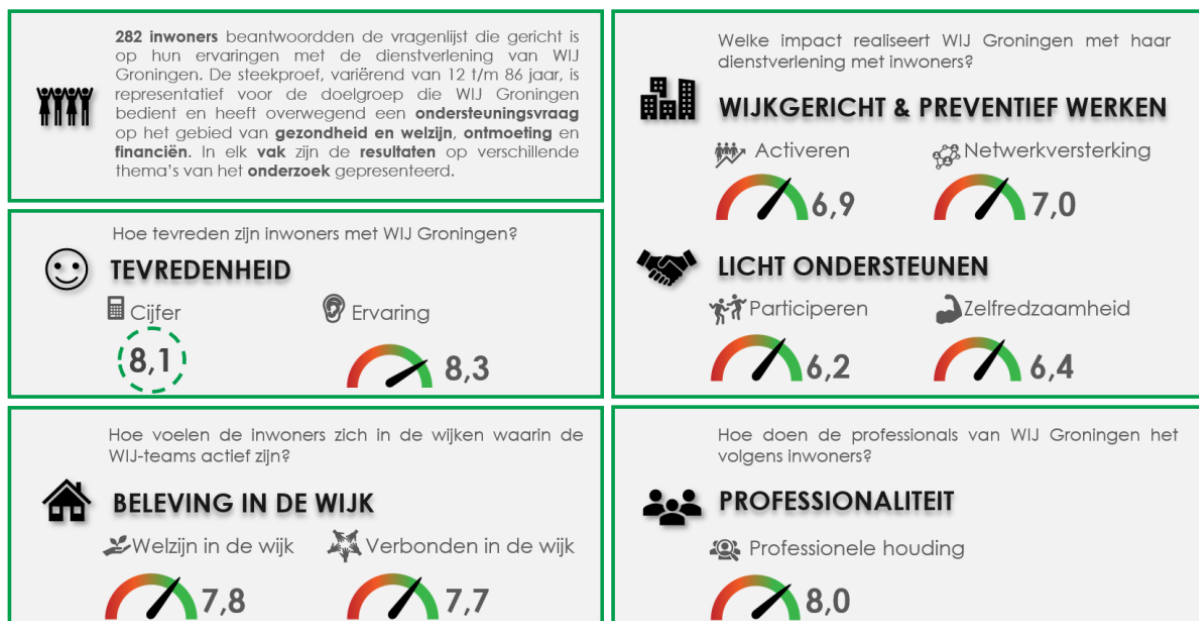 282 inwoners beantwoordden de vragenlijst die gericht is
op hun ervaringen met de dienstverlening van WIJ
Groningen. De steekproef, variërend van 12 t/m 86 jaar, is
representatief voor de doelgroep die WIJ Groningen
bedient en heeft overwegend een ondersteuningsvraag
op het gebied van gezondheid en welzijn, ontmoeting en
financiën. In elk vak zijn de resultaten op verschillende
thema's van het onderzoek gepresenteerd.
Hoe tevreden zijn inwoners met WIJ Groningen?
TEVREDENHEID
Cijfer
Ervaring
8,1
8,3
Hoe voelen de inwoners zich in de wijken waarin de
WIJ-teams actief zijn?
BELEVING IN DE WIJK
Welzijn in de wijk
Verbonden in de wijk
7,8
7,7
Welke impact realiseert WIJ Groningen met haar
dienstverlening met inwoners?
WIJKGERICHT & PREVENTIEF WERKEN
Activeren
Netwerkversterking
6,9
7,0
LICHT ONDERSTEUNEN
Participeren
Zelfredzaamheid
6,2
6,4
Hoe doen de professionals van WIJ Groningen het
volgens inwoners?
PROFESSIONALITEIT
Professionele houding
8,0